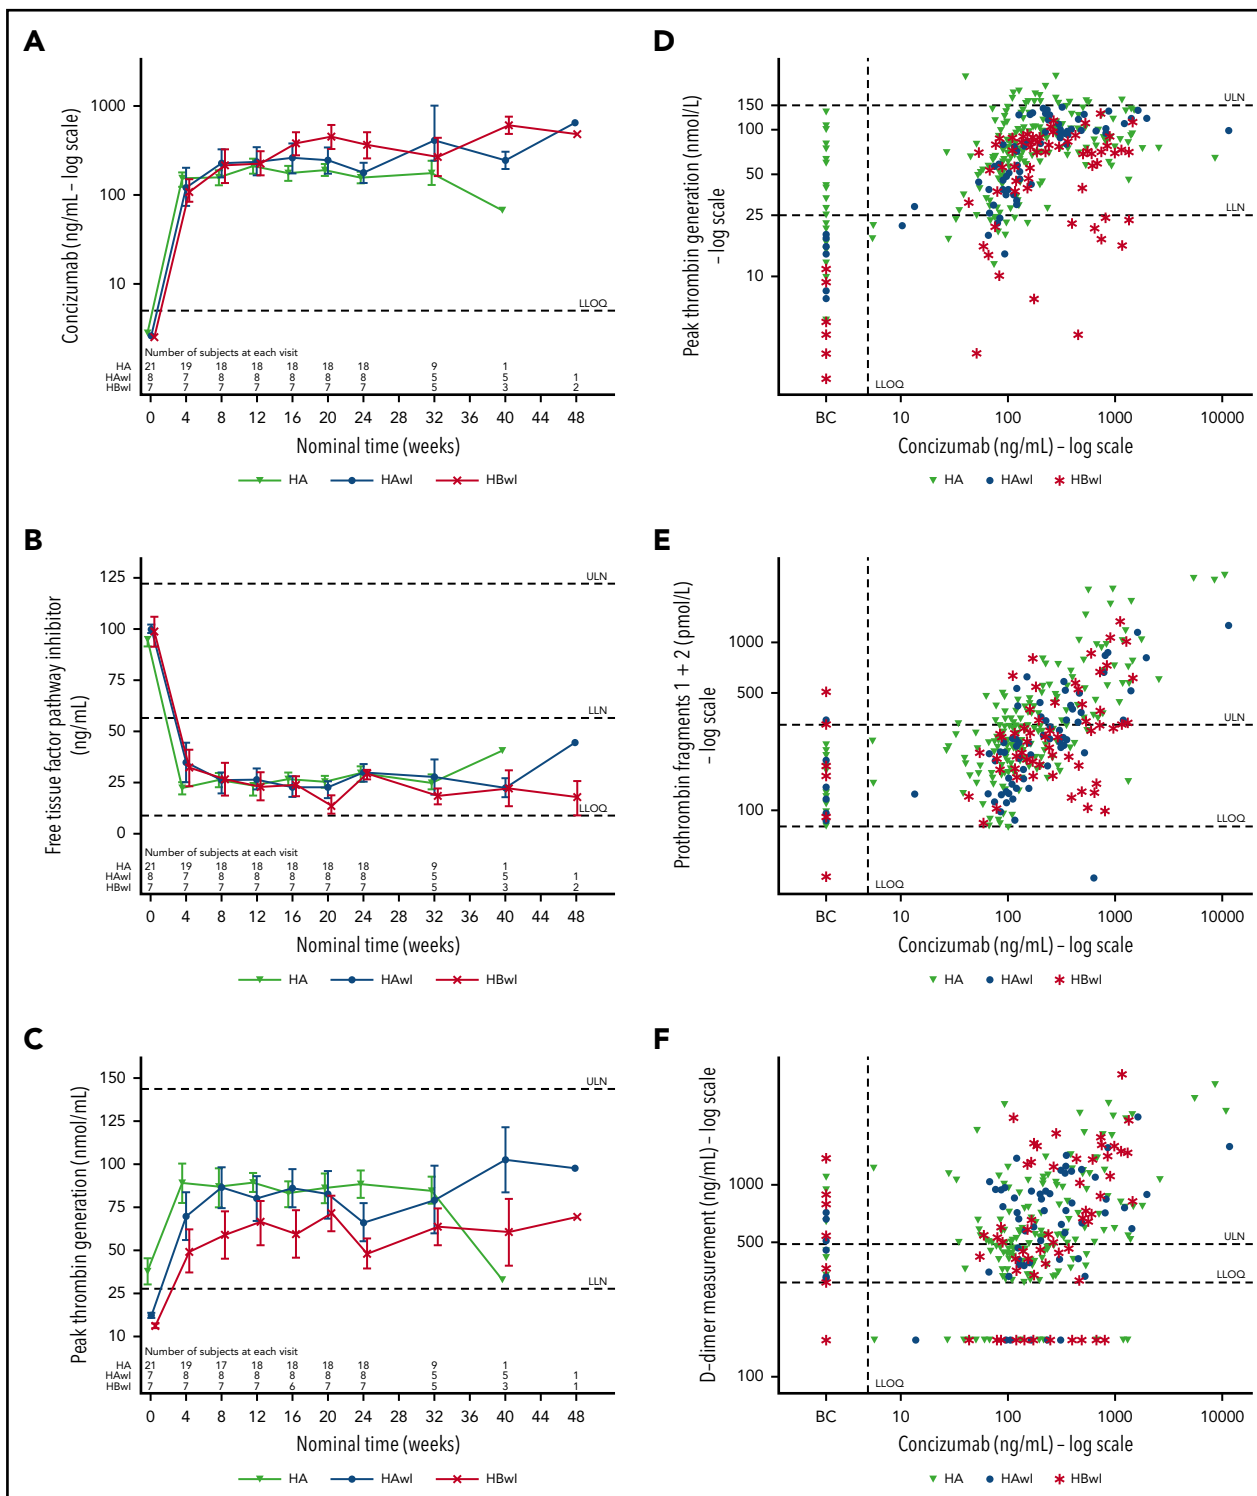 A
Concizumab (ng/mL – log scale)
1000
100
10
LLOQ
Number of subjects at each visit
HA 21 19 18 18 18 18 18 9 1
HAwI 8 7 8 8 8 8 8 5 5 1
HBwI 7 7 7 7 7 7 7 5 3 2
0 4 8 12 16 20 24 28 32 36 40 44 48
Nominal time (weeks)
HA HAwI HBwI
B
Free tissue factor pathway inhibitor
(ng/mL)
125
100
75
50
25
0
ULN
LLN
LLOQ
Number of subjects at each visit
HA 21 19 18 18 18 18 18 9 1
HAwI 8 7 8 8 8 8 8 5 5 1
HBwI 7 7 7 7 7 7 7 5 3 2
0 4 8 12 16 20 24 28 32 36 40 44 48
Nominal time (weeks)
HA HAwI HBwI
C
Peak thrombin generation (nmol/mL)
150
125
100
75
50
25
10
ULN
LLN
Number of subjects at each visit
HA 21 19 17 18 18 18 18 9 1
HAwI 7 8 8 8 8 8 8 5 5 1
HBwI 7 7 7 7 6 7 7 5 3 1
0 4 8 12 16 20 24 28 32 36 40 44 48
Nominal time (weeks)
HA HAwI HBwI
D
Peak thrombin generation (nmol/L)
– log scale
150
100
50
25
10
ULN
LLN
LLOQ
BC 10 100 1000 10000
Concizumab (ng/mL) – log scale
HA HAwI HBwI
E
Prothrombin fragments 1 + 2 (pmol/L)
– log scale
1000
500
100
ULN
LLOQ
LLOQ
BC 10 100 1000 10000
Concizumab (ng/mL) – log scale
HA HAwI HBwI
F
D-dimer measurement (ng/mL) – log scale
1000
500
100
ULN
LLOQ
LLOQ
BC 10 100 1000 10000
Concizumab (ng/mL) – log scale
HA HAwI HBwI